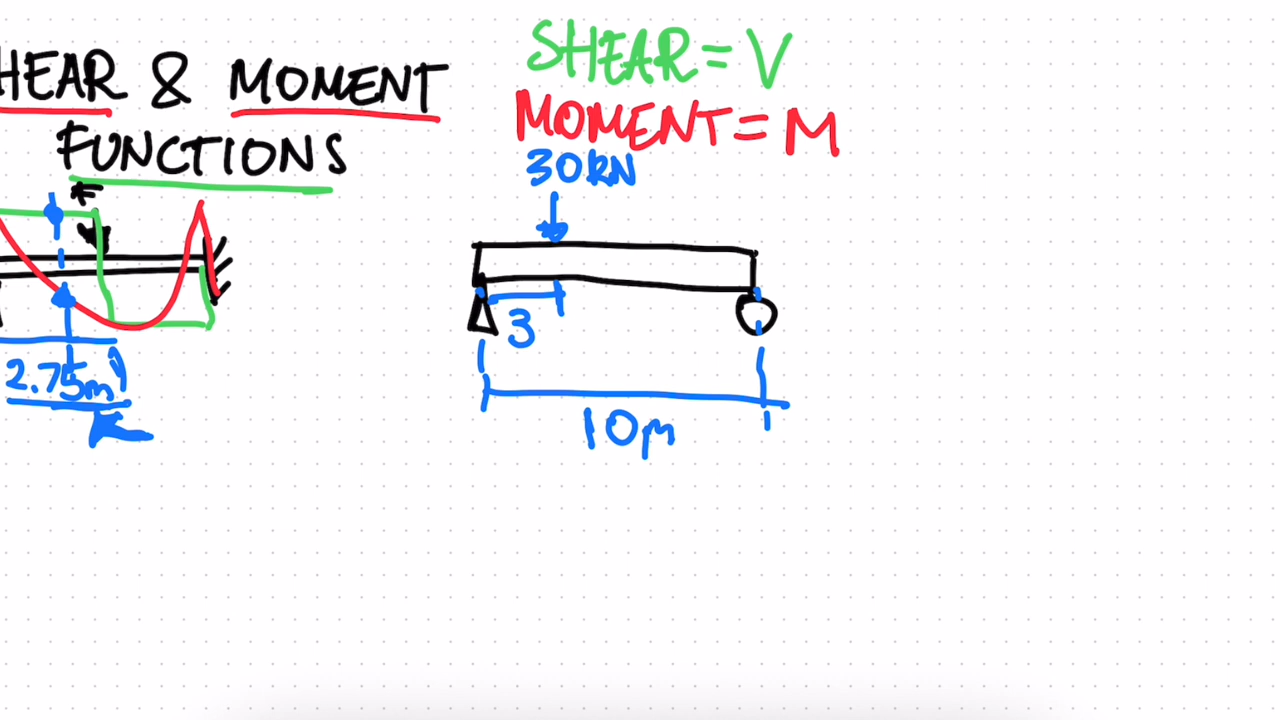 HEAR & MOMENT
FUNCTIONS
2.75m
SHEAR = V
MOMENT = M
30kN
3
10m